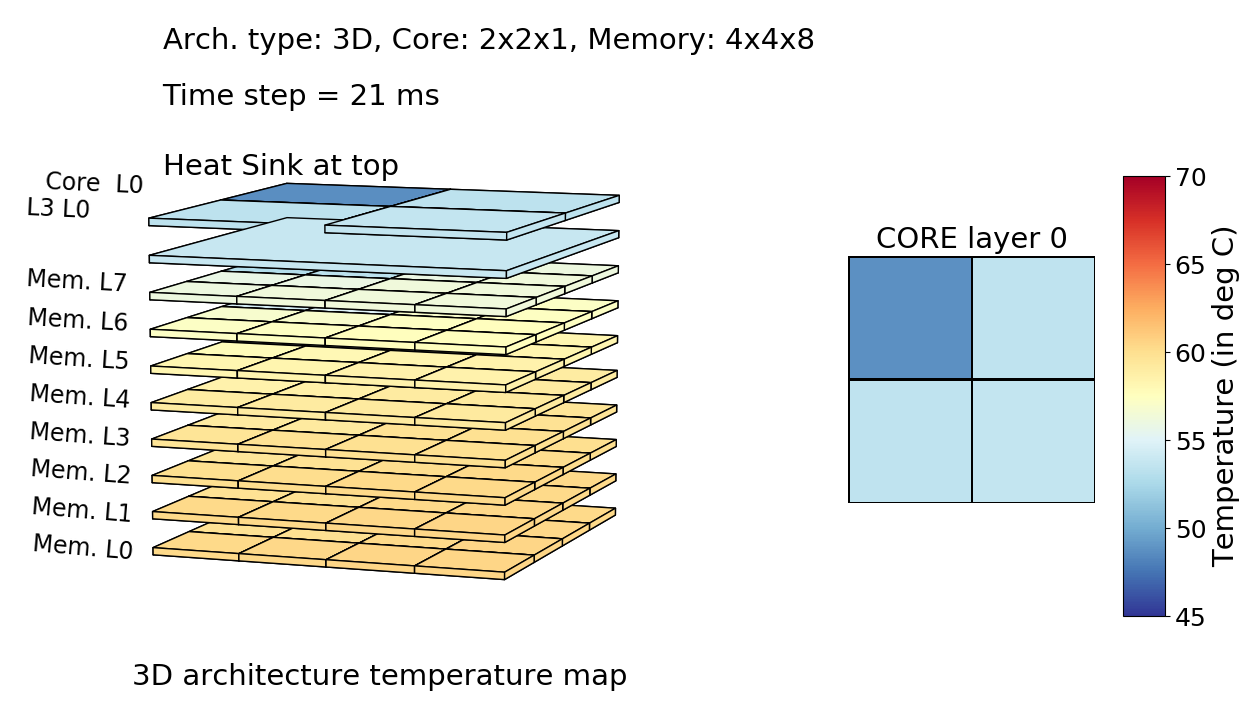 Arch. type: 3D, Core: 2x2x1, Memory: 4x4x8
Time step = 21 ms
Heat Sink at top
Core L0
L3 L0
Mem. L7
Mem. L6
Mem. L5
Mem. L4
Mem. L3
Mem. L2
Mem. L1
Mem. L0
3D architecture temperature map
CORE layer 0
70
65
60
55
50
45
Temperature (in deg C)